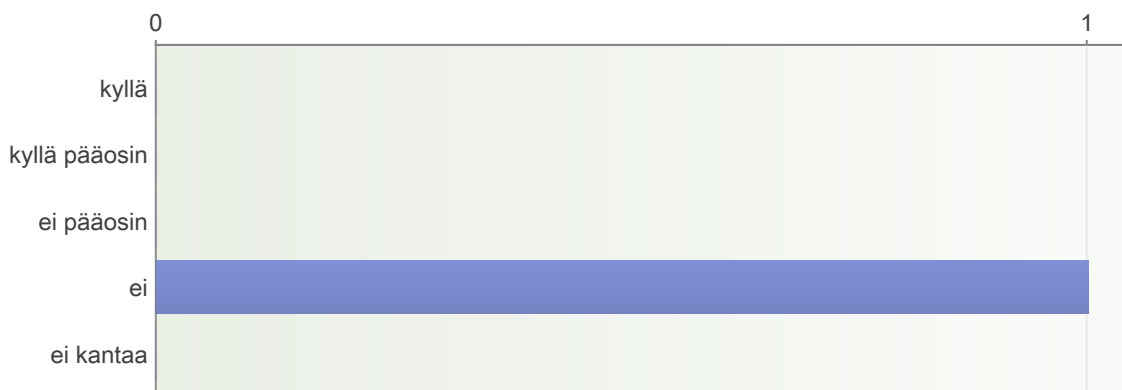 0 1
kyllä
kyllä pääosin
ei pääosin
ei
ei kantaa